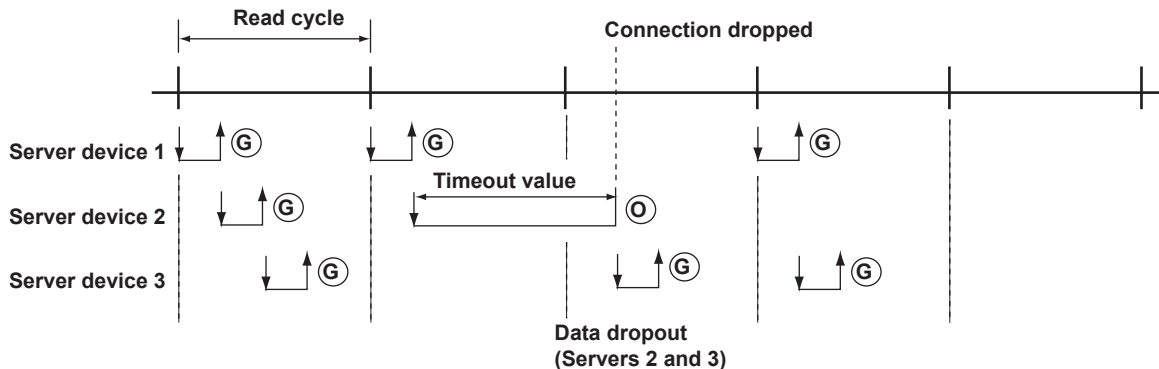 Read cycle
Connection dropped
Server device 1
G
G
G
Timeout value
Server device 2
G
O
Server device 3
G
G
G
Data dropout
(Servers 2 and 3)